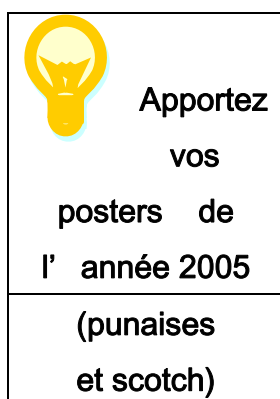 Apportez
vos
posters de
l' année 2005
(punaises
et scotch)